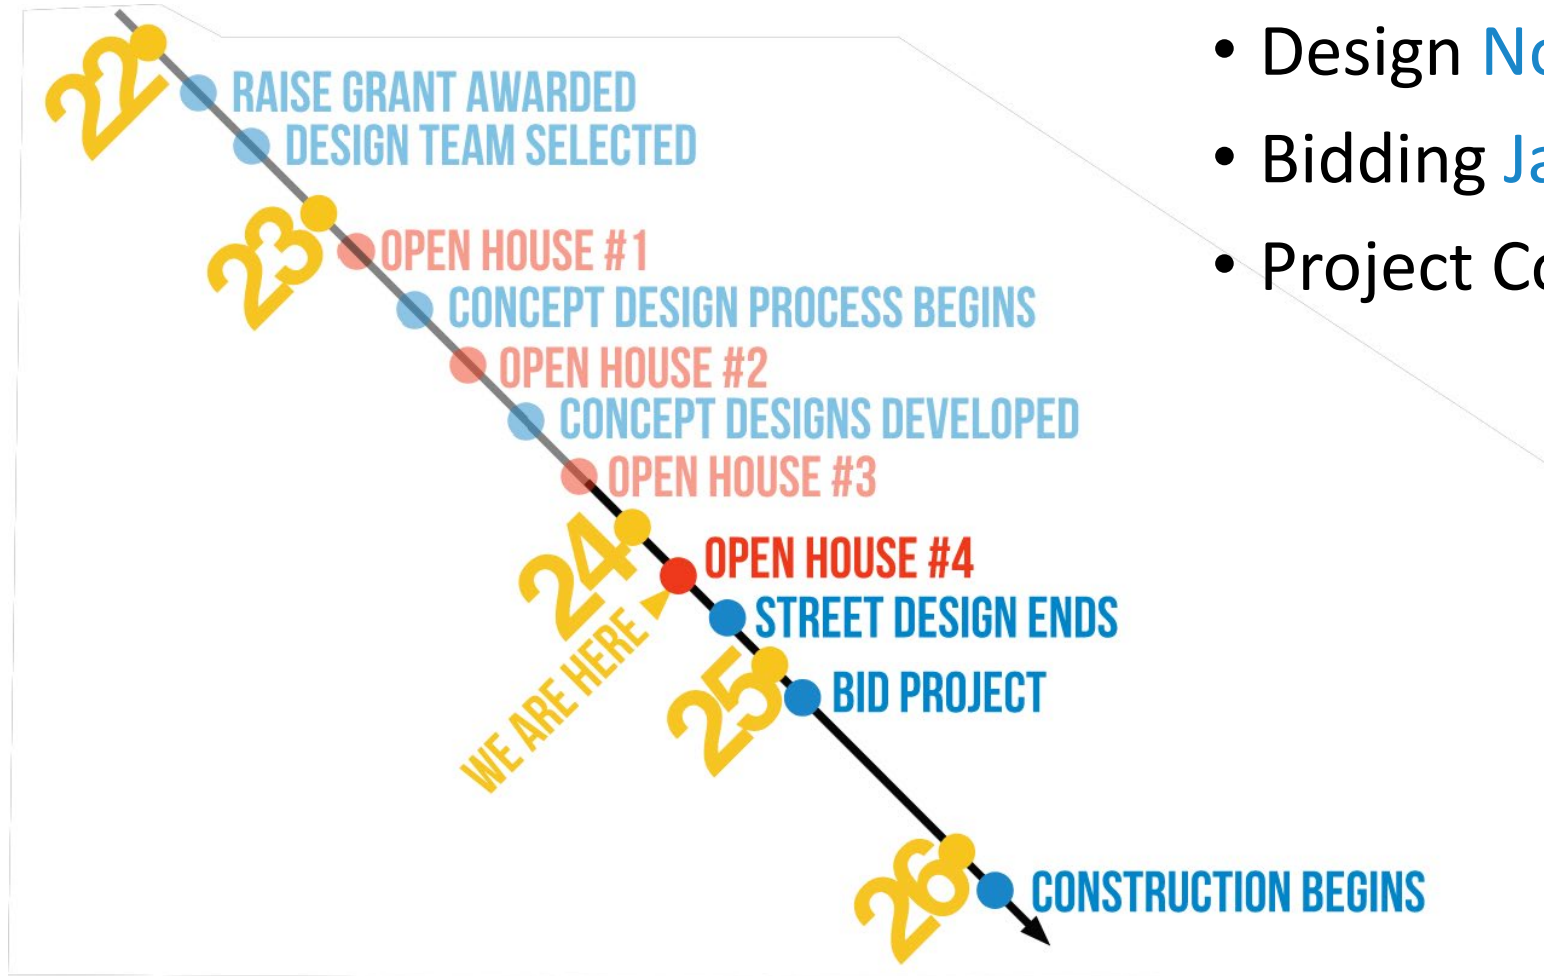 22
RAISE GRANT AWARDED
DESIGN TEAM SELECTED
23
OPEN HOUSE #1
CONCEPT DESIGN PROCESS BEGINS
OPEN HOUSE #2
CONCEPT DESIGNS DEVELOPED
OPEN HOUSE #3
24
OPEN HOUSE #4
WE ARE HERE
STREET DESIGN ENDS
25
BID PROJECT
26
CONSTRUCTION BEGINS
• Design
• Bidding
• Project